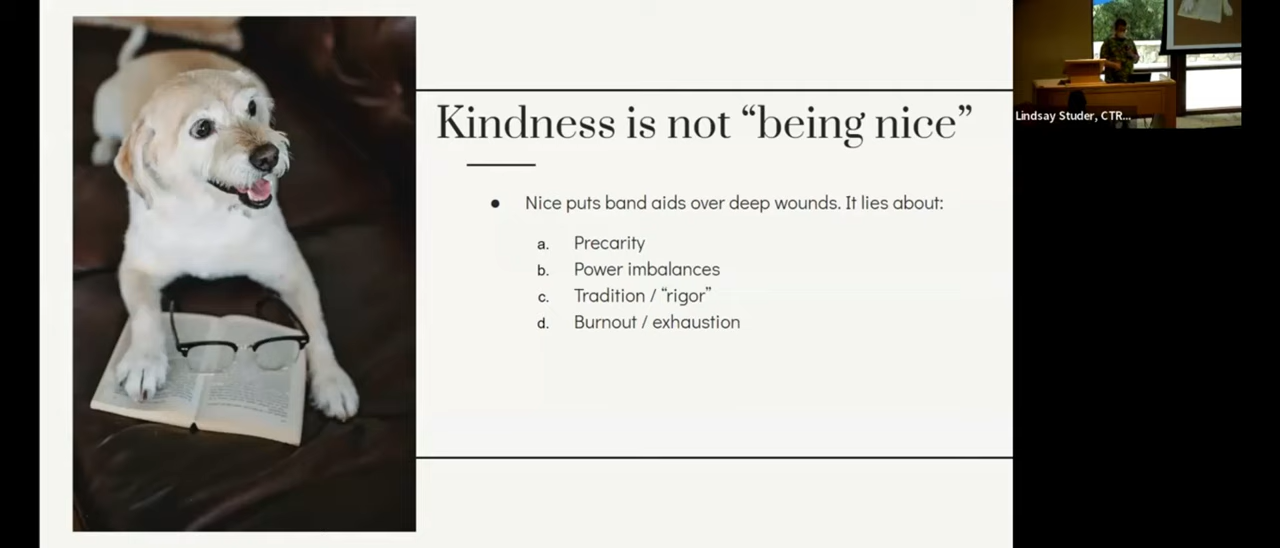 Kindness is not “being nice”
● Nice puts band aids over deep wounds. It lies about:
a. Precarity
b. Power imbalances
c. Tradition / “rigor”
d. Burnout / exhaustion
Lindsay Studer, CTR...